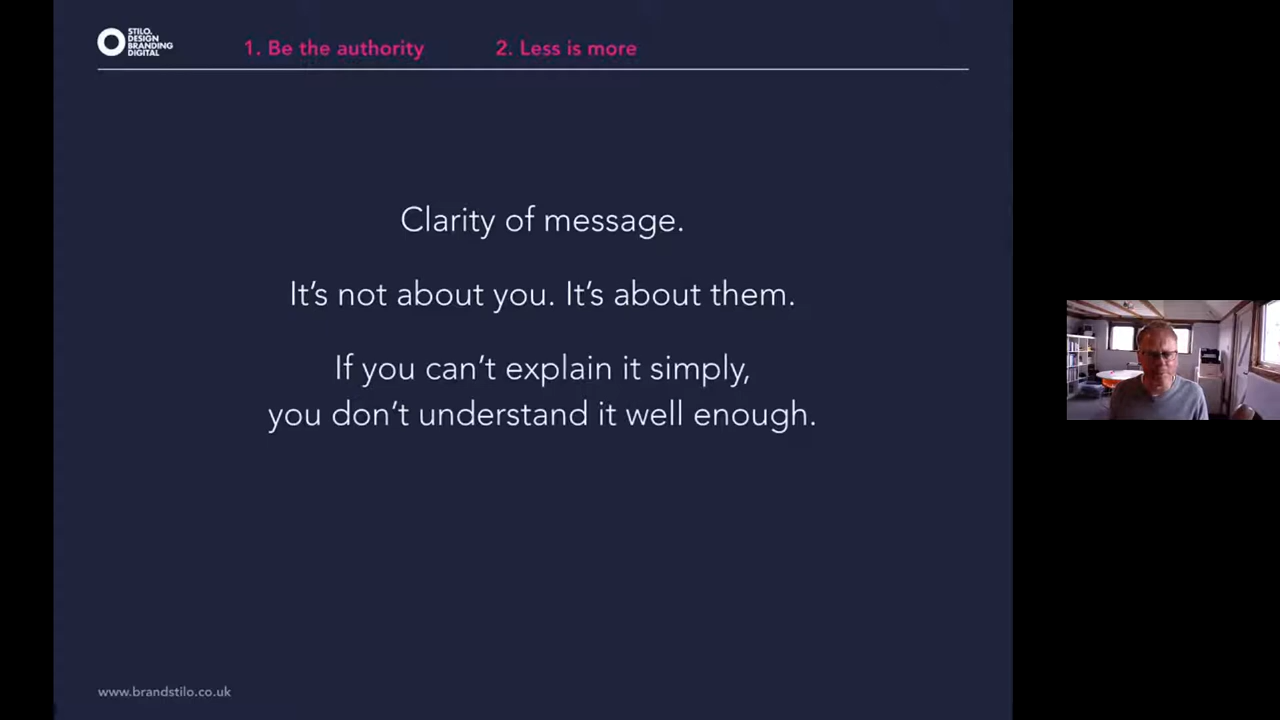 STILO.
DESIGN
BRANDING
DIGITAL
1. Be the authority
2. Less is more
Clarity of message.
It’s not about you. It’s about them.
If you can’t explain it simply,
you don’t understand it well enough.
www.brandstilo.co.uk